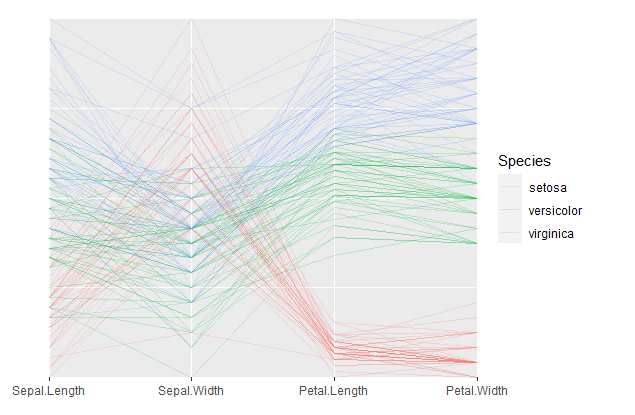 Species
setosa
versicolor
virginica
Sepal.Length Sepal.Width Petal.Length Petal.Width